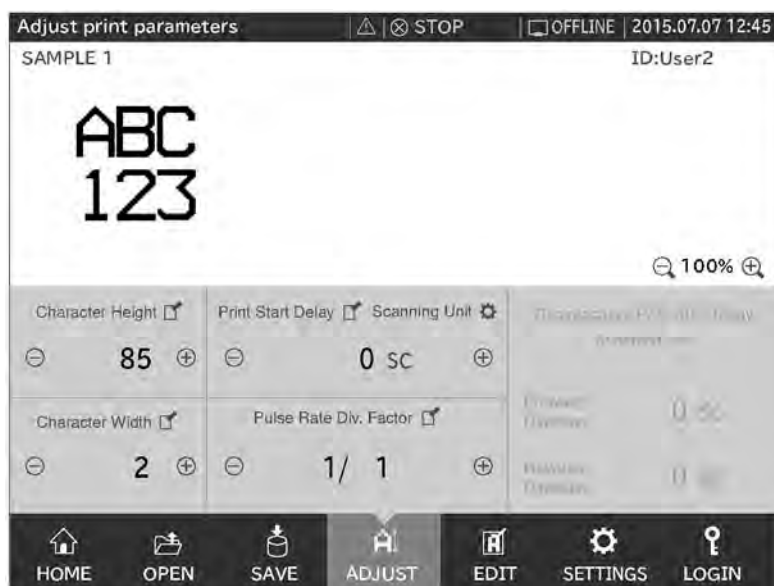 Adjust print parameters STOP OFFLINE 2015.07.07 12:45
SAMPLE 1 ID:User2
ABC
123
100%
Character Height Print Start Delay Scanning Unit
85 0 SC
Character Width Pulse Rate Div. Factor
2 1/ 1
0
HOME OPEN SAVE ADJUST EDIT SETTINGS LOGIN